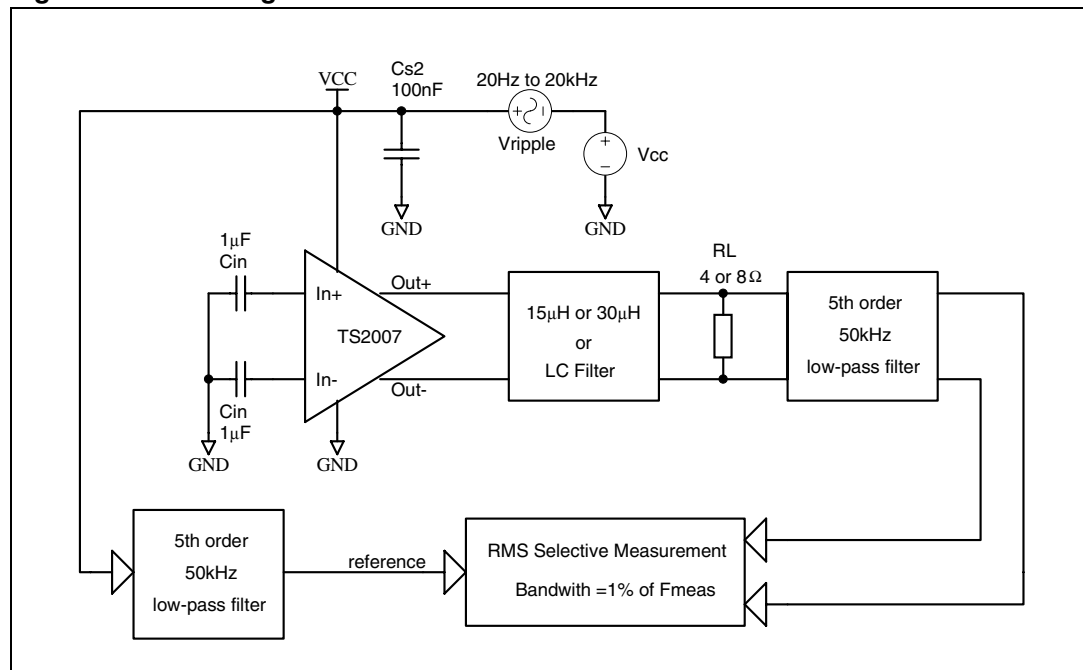 VCC
Cs2
100nF
20Hz to 20kHz
Vripple
+
−
Vcc
GND
GND
1μF
Cin
In+
Out+
TS2007
In-
Out-
Cin
1μF
GND
GND
15μH or 30μH
or
LC Filter
RL
4 or 8Ω
5th order
50kHz
low-pass filter
5th order
50kHz
low-pass filter
reference
RMS Selective Measurement
Bandwith =1% of Fmeas